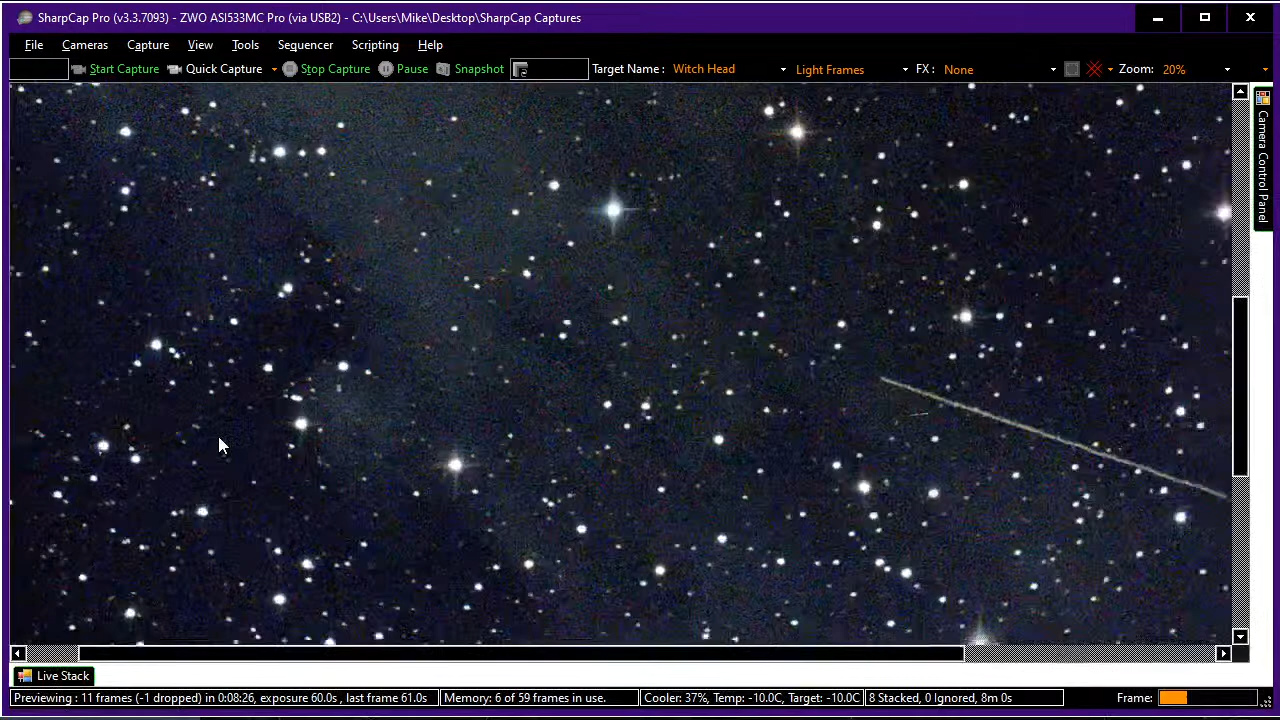 SharpCap Pro (v3.3.7093) - ZWO ASI533MC Pro (via USB2) - C:\Users\Mike\Desktop\SharpCap Captures
File Cameras Capture View Tools Sequencer Scripting Help
Start Capture Quick Capture Stop Capture Pause Snapshot Target Name : Witch Head Light Frames FX : None Zoom: 20%
Camera Control Panel
Live Stack
Previewing : 11 frames (-1 dropped) in 0:08:26, exposure 60.0s , last frame 61.0s Memory: 6 of 59 frames in use. Cooler: 37%, Temp: -10.0C, Target: -10.0C 8 Stacked, 0 Ignored, 8m 0s Frame: